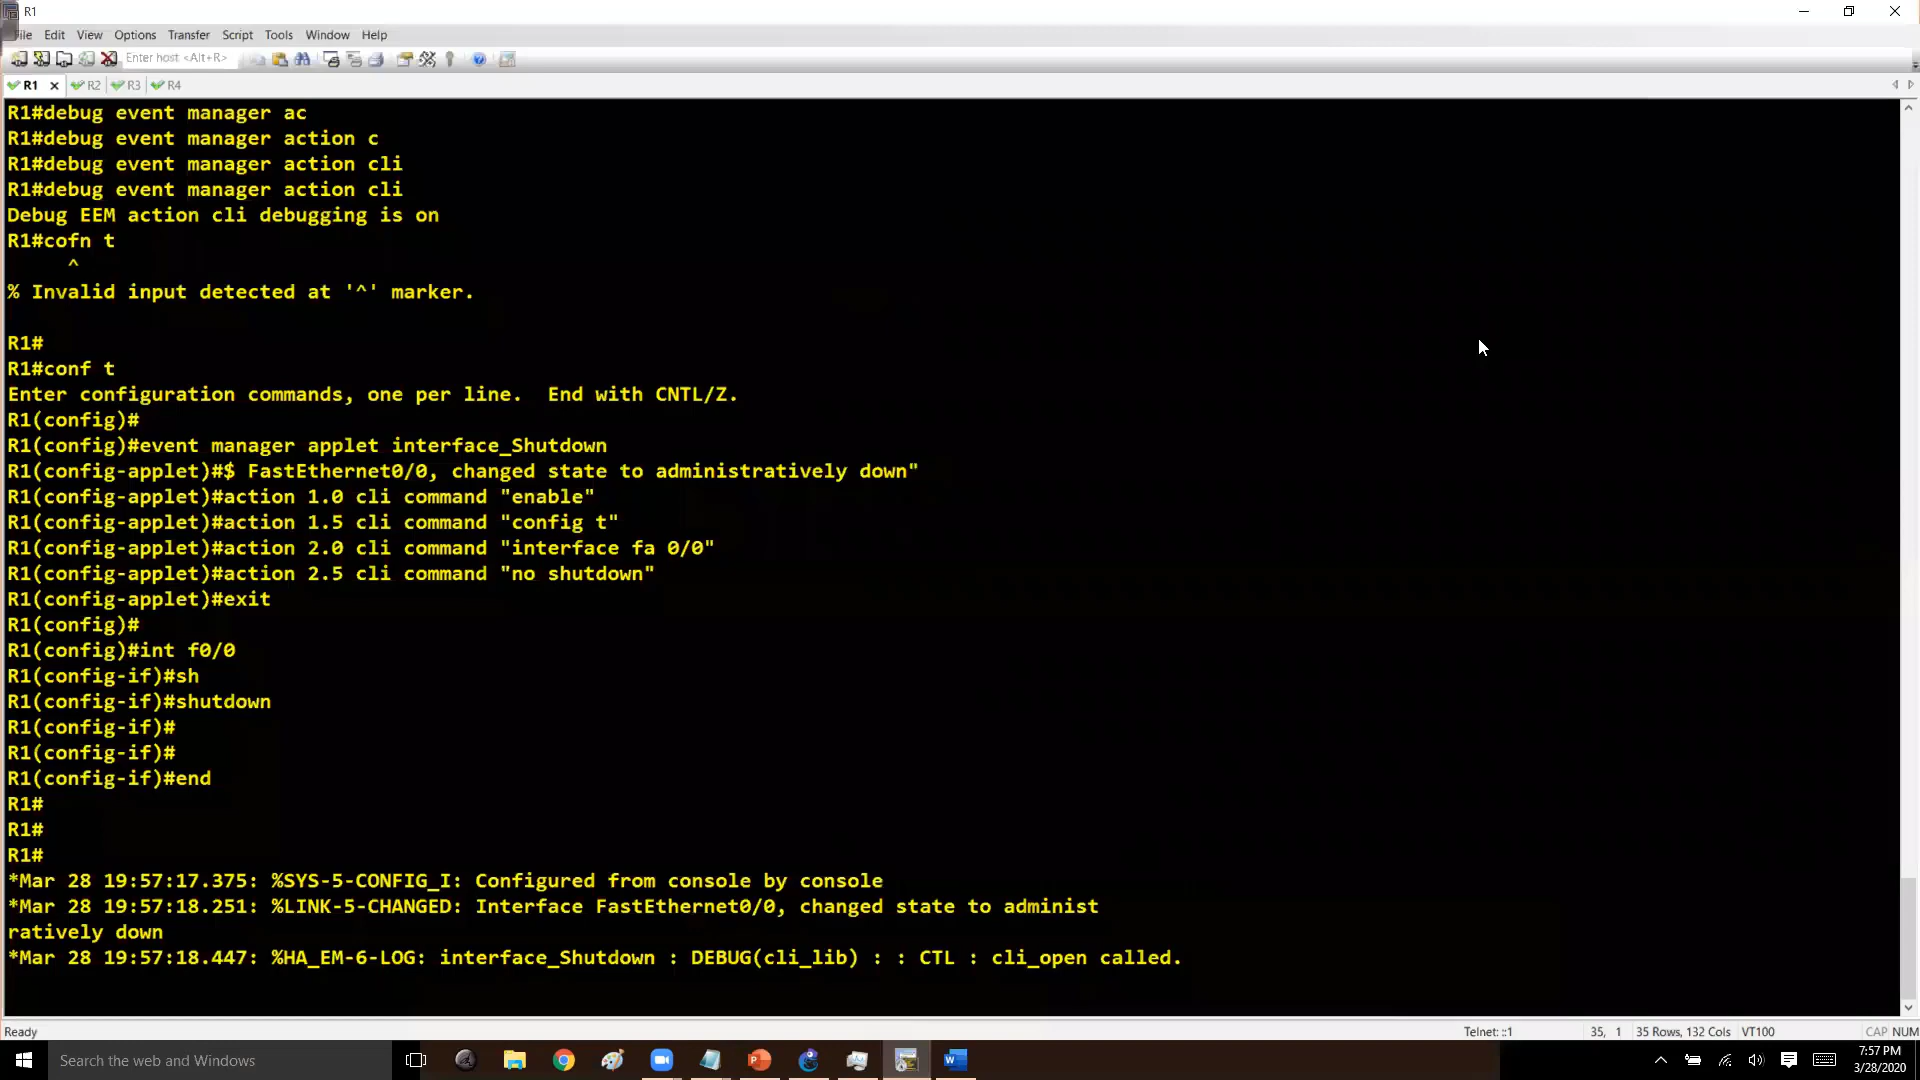 R1
File Edit View Options Transfer Script Tools Window Help
Enter host <Alt+R>
R1 R2 R3 R4
R1#debug event manager ac
R1#debug event manager action c
R1#debug event manager action cli
R1#debug event manager action cli
Debug EEM action cli debugging is on
R1#cofn t
^
% Invalid input detected at '^' marker.
R1#
R1#conf t
Enter configuration commands, one per line.  End with CNTL/Z.
R1(config)#
R1(config)#event manager applet interface_Shutdown
R1(config-applet)#$ FastEthernet0/0, changed state to administratively down"
R1(config-applet)#action 1.0 cli command "enable"
R1(config-applet)#action 1.5 cli command "config t"
R1(config-applet)#action 2.0 cli command "interface fa 0/0"
R1(config-applet)#action 2.5 cli command "no shutdown"
R1(config-applet)#exit
R1(config)#
R1(config)#int f0/0
R1(config-if)#sh
R1(config-if)#shutdown
R1(config-if)#
R1(config-if)#
R1(config-if)#end
R1#
R1#
R1#
*Mar 28 19:57:17.375: %SYS-5-CONFIG_I: Configured from console by console
*Mar 28 19:57:18.251: %LINK-5-CHANGED: Interface FastEthernet0/0, changed state to administ
ratively down
*Mar 28 19:57:18.447: %HA_EM-6-LOG: interface_Shutdown : DEBUG(cli_lib) : : CTL : cli_open called.
Ready Telnet: ::1 35, 1 35 Rows, 132 Cols VT100 CAP NUM
Search the web and Windows
7:57 PM
3/28/2020